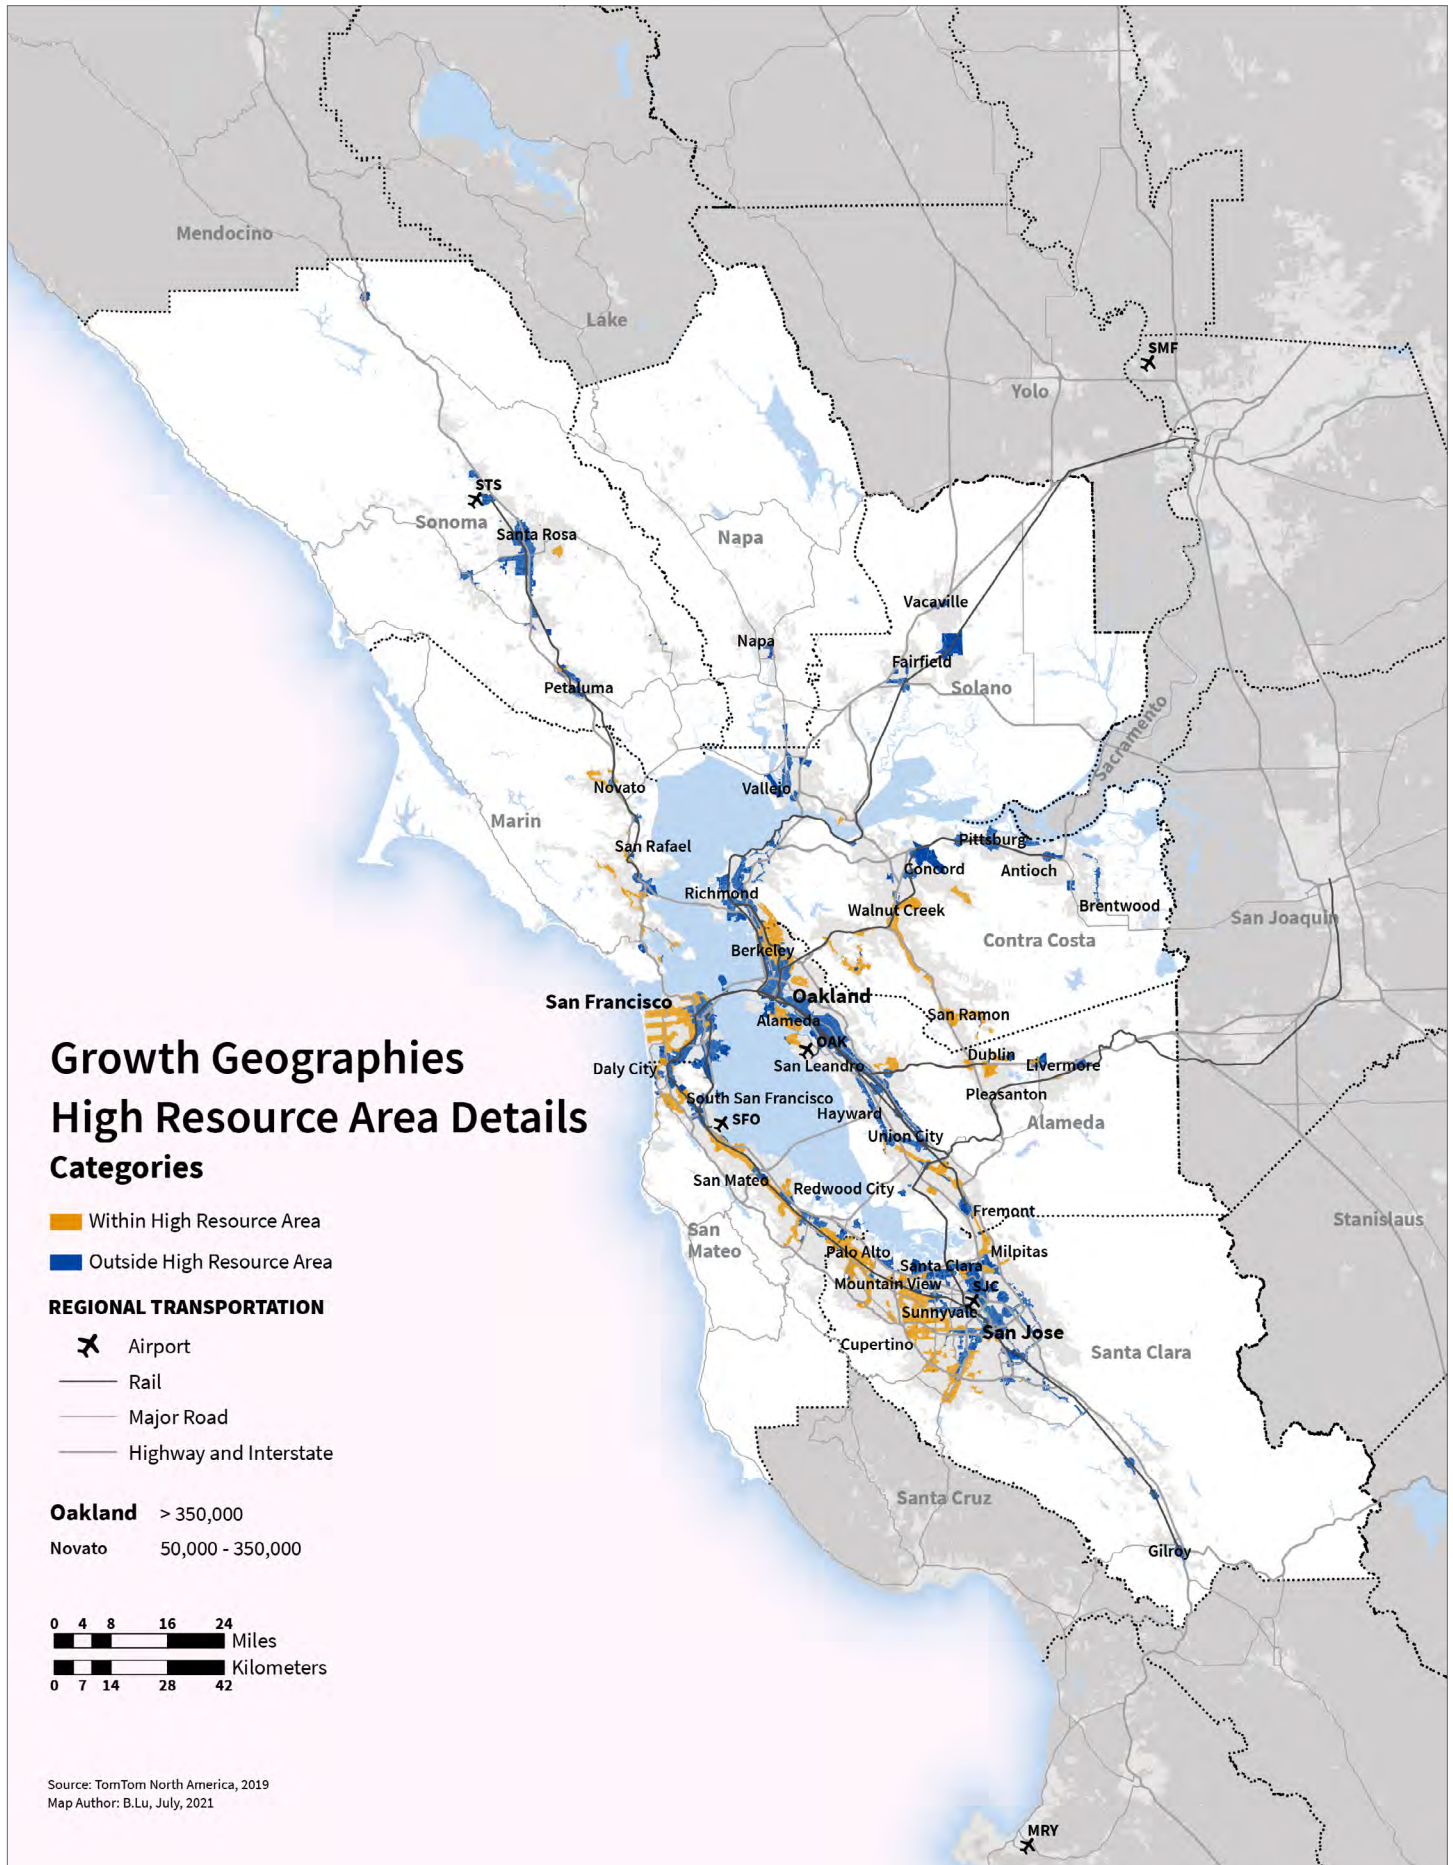 Mendocino
Lake
SMF
Yolo
STS
Sonoma
Santa Rosa
Napa
Vacaville
Napa
Fairfield
Solano
Petaluma
Sacramento
Novato
Vallejo
Marin
San Rafael
Pittsburg
Concord
Antioch
Richmond
Walnut Creek
Brentwood
San Joaquin
Contra Costa
Berkeley
San Francisco
Oakland
Alameda
San Ramon
OAK
Daly City
San Leandro
Dublin
Livermore
Pleasanton
South San Francisco
SFO
Hayward
Alameda
Union City
San Mateo
Redwood City
Fremont
Stanislaus
San
Mateo
Palo Alto
Milpitas
Santa Clara
Mountain View
SJC
Sunnyvale
San Jose
Cupertino
Santa Clara
Santa Cruz
Gilroy
MRY
Growth Geographies
High Resource Area Details
Categories
Within High Resource Area
Outside High Resource Area
REGIONAL TRANSPORTATION
Airport
Rail
Major Road
Highway and Interstate
Oakland > 350,000
Novato 50,000 - 350,000
0 4 8 16 24
Miles
Kilometers
0 7 14 28 42
Source: TomTom North America, 2019
Map Author: B.Lu, July, 2021